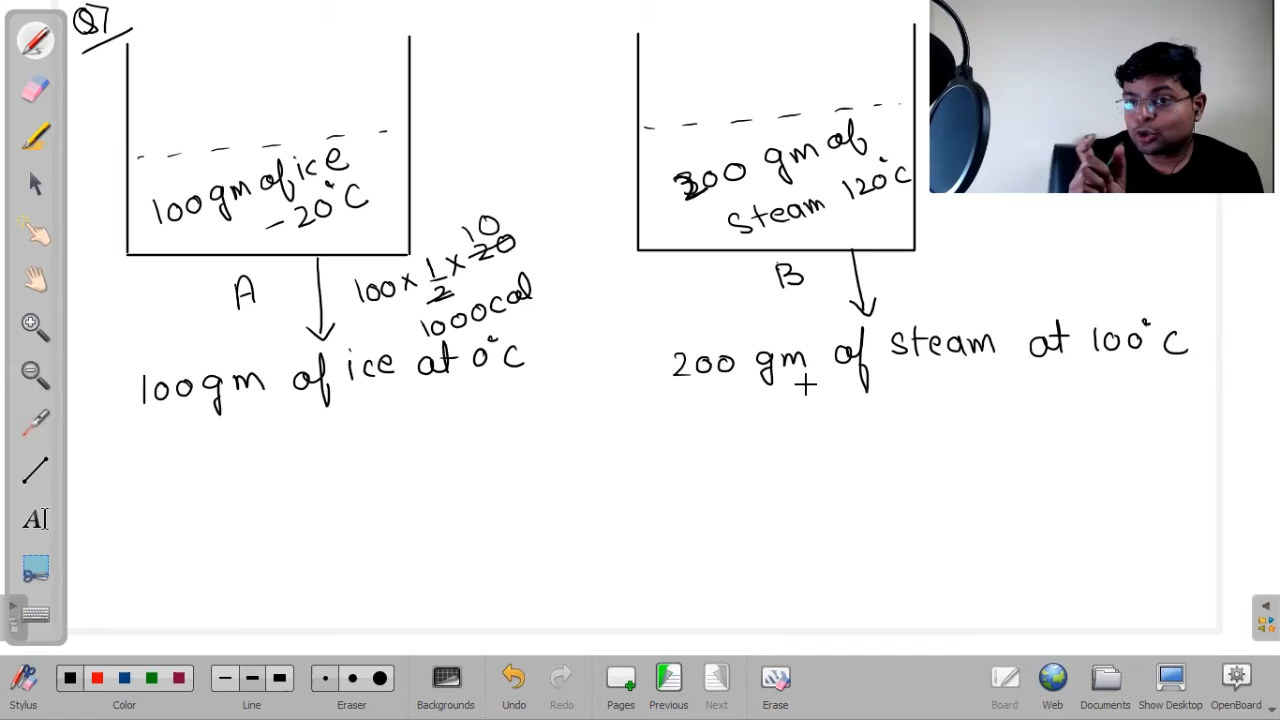 Q7
100gm of ice
-20°C
A
100 × 1/2 × 20
10
1000cal
100gm of ice at 0°C
200 gm of
steam 120°C
B
200 gm of steam at 100°C
AI
Stylus
Color
Line
Eraser
Backgrounds
Undo
Redo
Pages
Previous
Next
Erase
Board
Web
Documents
Show Desktop
OpenBoard